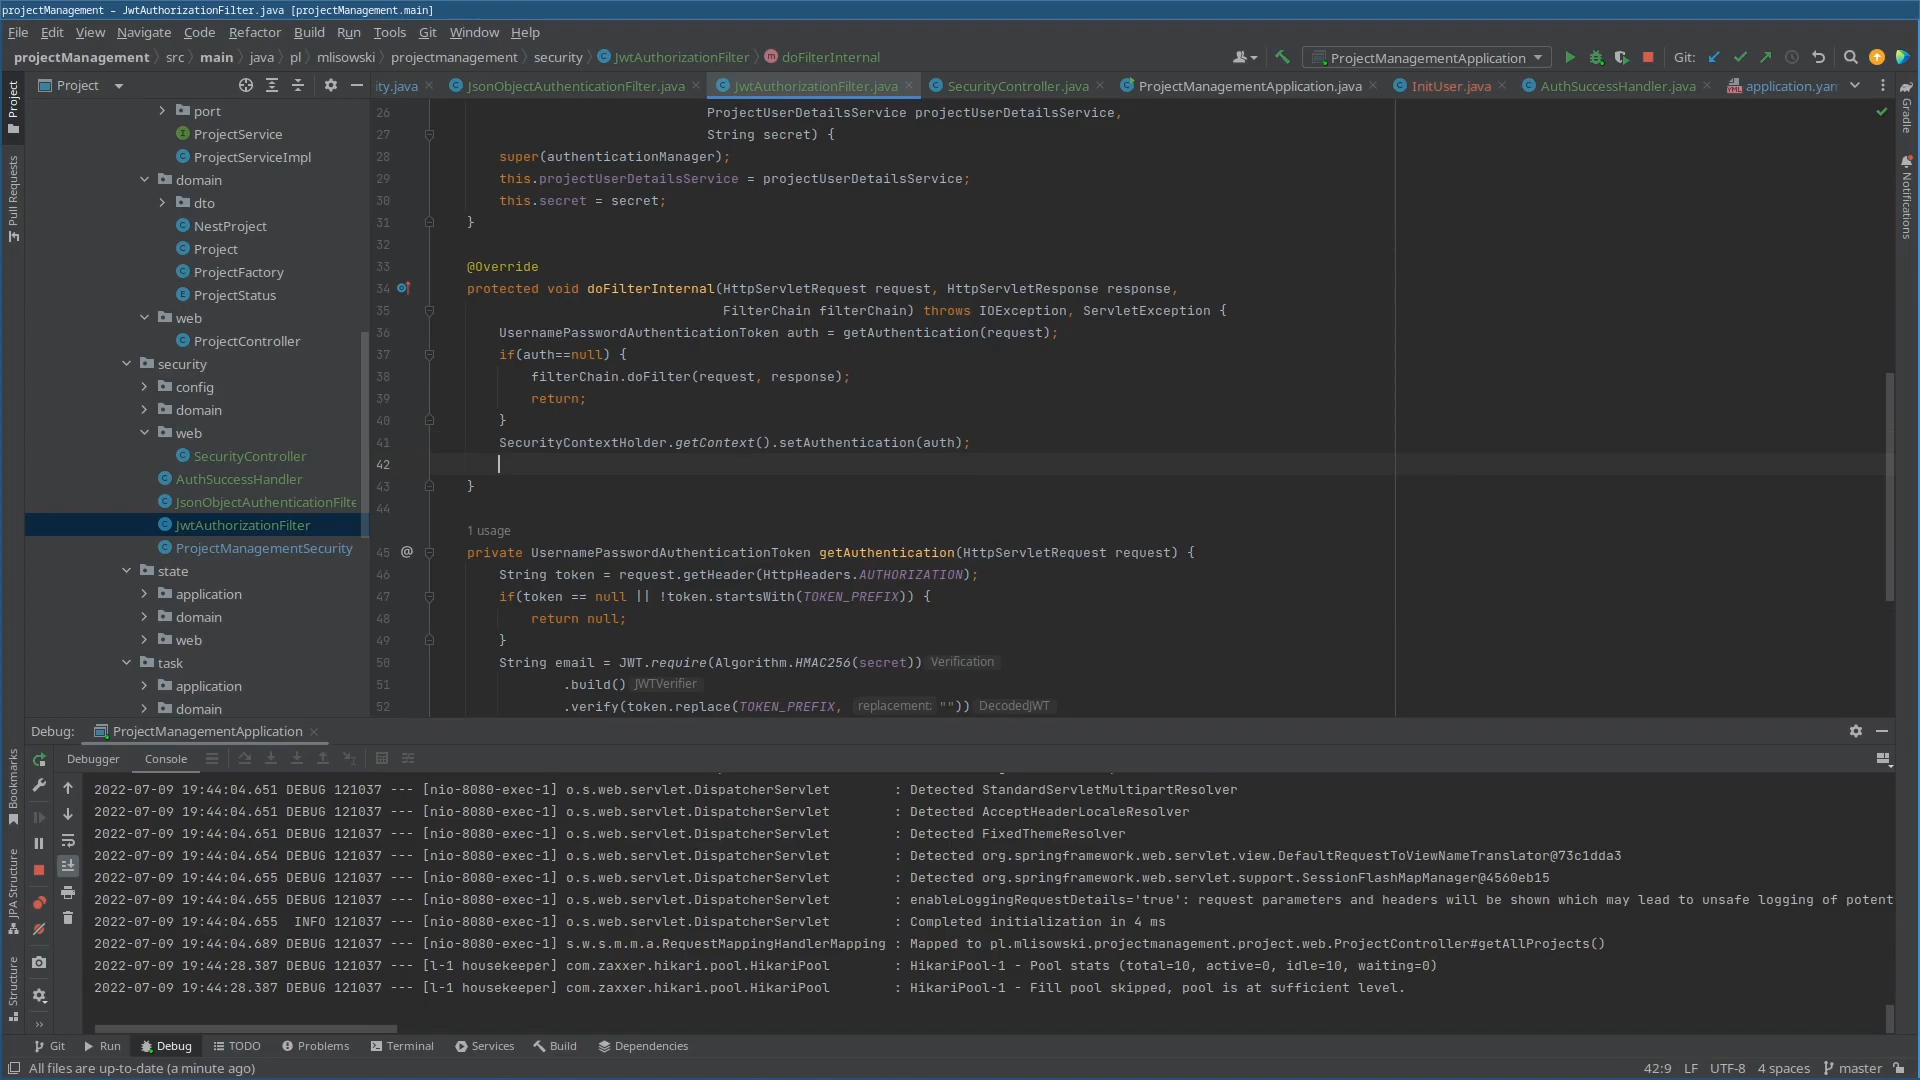 projectManagement – JwtAuthorizationFilter.java [projectManagement.main]
File Edit View Navigate Code Refactor Build Run Tools Git Window Help
projectManagement src main java pl mlisowski projectmanagement security JwtAuthorizationFilter doFilterInternal
ProjectManagementApplication Git:
Project
ity.java JsonObjectAuthenticationFilter.java JwtAuthorizationFilter.java SecurityController.java ProjectManagementApplication.java InitUser.java AuthSuccessHandler.java application.yan
Project
Pull Requests
Bookmarks
JPA Structure
Structure
Gradle
Notifications
port
ProjectService
ProjectServiceImpl
domain
dto
NestProject
Project
ProjectFactory
ProjectStatus
web
ProjectController
security
config
domain
web
SecurityController
AuthSuccessHandler
JsonObjectAuthenticationFilte
JwtAuthorizationFilter
ProjectManagementSecurity
state
application
domain
web
task
application
domain
26 ProjectUserDetailsService projectUserDetailsService,
27 String secret) {
28 super(authenticationManager);
29 this.projectUserDetailsService = projectUserDetailsService;
30 this.secret = secret;
31 }
32
33 @Override
34 protected void doFilterInternal(HttpServletRequest request, HttpServletResponse response,
35 FilterChain filterChain) throws IOException, ServletException {
36 UsernamePasswordAuthenticationToken auth = getAuthentication(request);
37 if(auth==null) {
38 filterChain.doFilter(request, response);
39 return;
40 }
41 SecurityContextHolder.getContext().setAuthentication(auth);
42
43 }
44
1 usage
45 @ private UsernamePasswordAuthenticationToken getAuthentication(HttpServletRequest request) {
46 String token = request.getHeader(HttpHeaders.AUTHORIZATION);
47 if(token == null || !token.startsWith(TOKEN_PREFIX)) {
48 return null;
49 }
50 String email = JWT.require(Algorithm.HMAC256(secret)) Verification
51 .build() JWTVerifier
52 .verify(token.replace(TOKEN_PREFIX, replacement: "")) DecodedJWT
Debug: ProjectManagementApplication
Debugger Console
2022-07-09 19:44:04.651 DEBUG 121037 --- [nio-8080-exec-1] o.s.web.servlet.DispatcherServlet : Detected StandardServletMultipartResolver
2022-07-09 19:44:04.651 DEBUG 121037 --- [nio-8080-exec-1] o.s.web.servlet.DispatcherServlet : Detected AcceptHeaderLocaleResolver
2022-07-09 19:44:04.651 DEBUG 121037 --- [nio-8080-exec-1] o.s.web.servlet.DispatcherServlet : Detected FixedThemeResolver
2022-07-09 19:44:04.654 DEBUG 121037 --- [nio-8080-exec-1] o.s.web.servlet.DispatcherServlet : Detected org.springframework.web.servlet.view.DefaultRequestToViewNameTranslator@73c1dda3
2022-07-09 19:44:04.655 DEBUG 121037 --- [nio-8080-exec-1] o.s.web.servlet.DispatcherServlet : Detected org.springframework.web.servlet.support.SessionFlashMapManager@4560eb15
2022-07-09 19:44:04.655 DEBUG 121037 --- [nio-8080-exec-1] o.s.web.servlet.DispatcherServlet : enableLoggingRequestDetails='true': request parameters and headers will be shown which may lead to unsafe logging of potent
2022-07-09 19:44:04.655 INFO 121037 --- [nio-8080-exec-1] o.s.web.servlet.DispatcherServlet : Completed initialization in 4 ms
2022-07-09 19:44:04.689 DEBUG 121037 --- [nio-8080-exec-1] s.w.s.m.m.a.RequestMappingHandlerMapping : Mapped to pl.mlisowski.projectmanagement.project.web.ProjectController#getAllProjects()
2022-07-09 19:44:28.387 DEBUG 121037 --- [l-1 housekeeper] com.zaxxer.hikari.pool.HikariPool : HikariPool-1 - Pool stats (total=10, active=0, idle=10, waiting=0)
2022-07-09 19:44:28.387 DEBUG 121037 --- [l-1 housekeeper] com.zaxxer.hikari.pool.HikariPool : HikariPool-1 - Fill pool skipped, pool is at sufficient level.
Git Run Debug TODO Problems Terminal Services Build Dependencies
All files are up-to-date (a minute ago) 42:9 LF UTF-8 4 spaces master